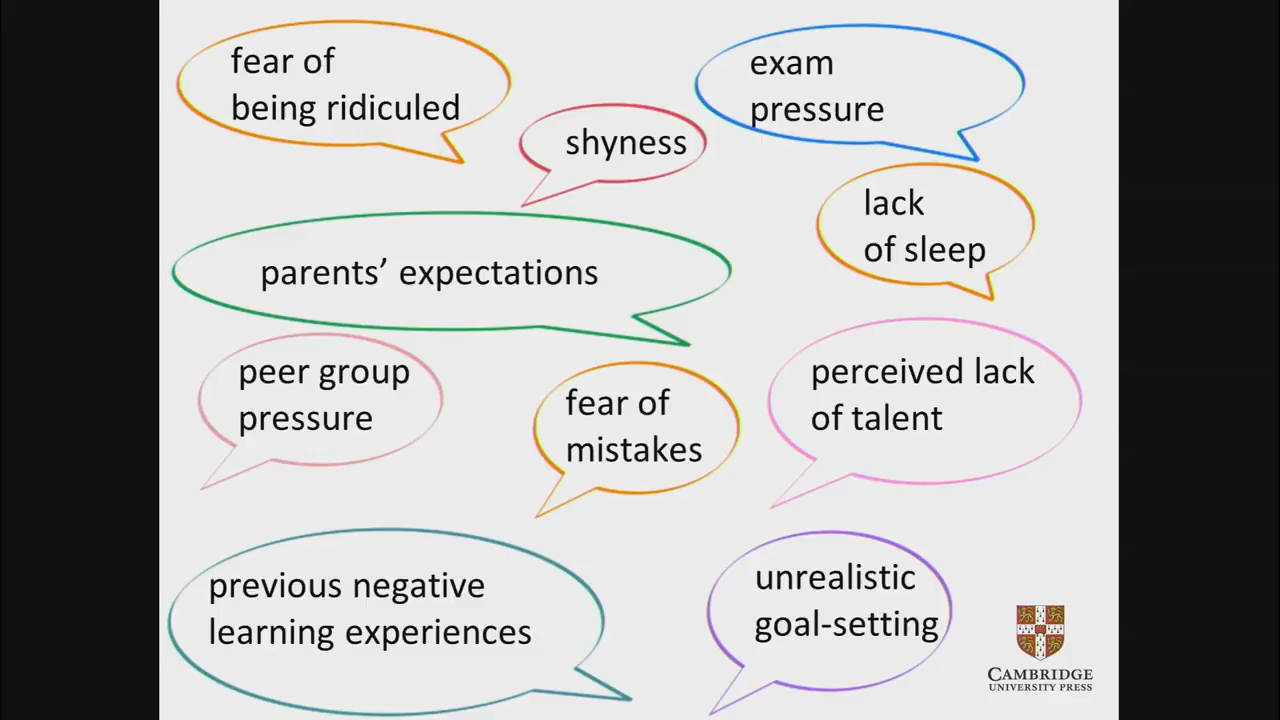 fear of
being ridiculed
exam
pressure
shyness
lack
of sleep
parents’ expectations
peer group
pressure
fear of
mistakes
perceived lack
of talent
previous negative
learning experiences
unrealistic
goal-setting
CAMBRIDGE
UNIVERSITY PRESS